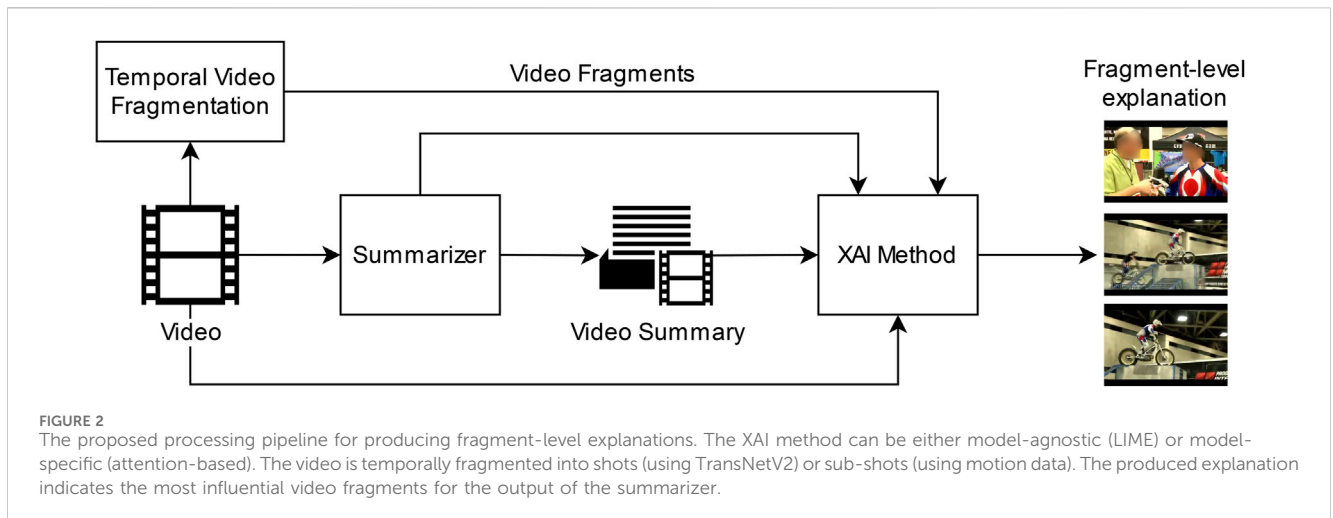 Temporal Video
Fragmentation
Video Fragments
Fragment-level
explanation
Summarizer
XAI Method
Video
Video Summary
FIGURE 2
The proposed processing pipeline for producing fragment-level explanations. The XAI method can be either model-agnostic (LIME) or model-
specific (attention-based). The video is temporally fragmented into shots (using TransNetV2) or sub-shots (using motion data). The produced explanation
indicates the most influential video fragments for the output of the summarizer.